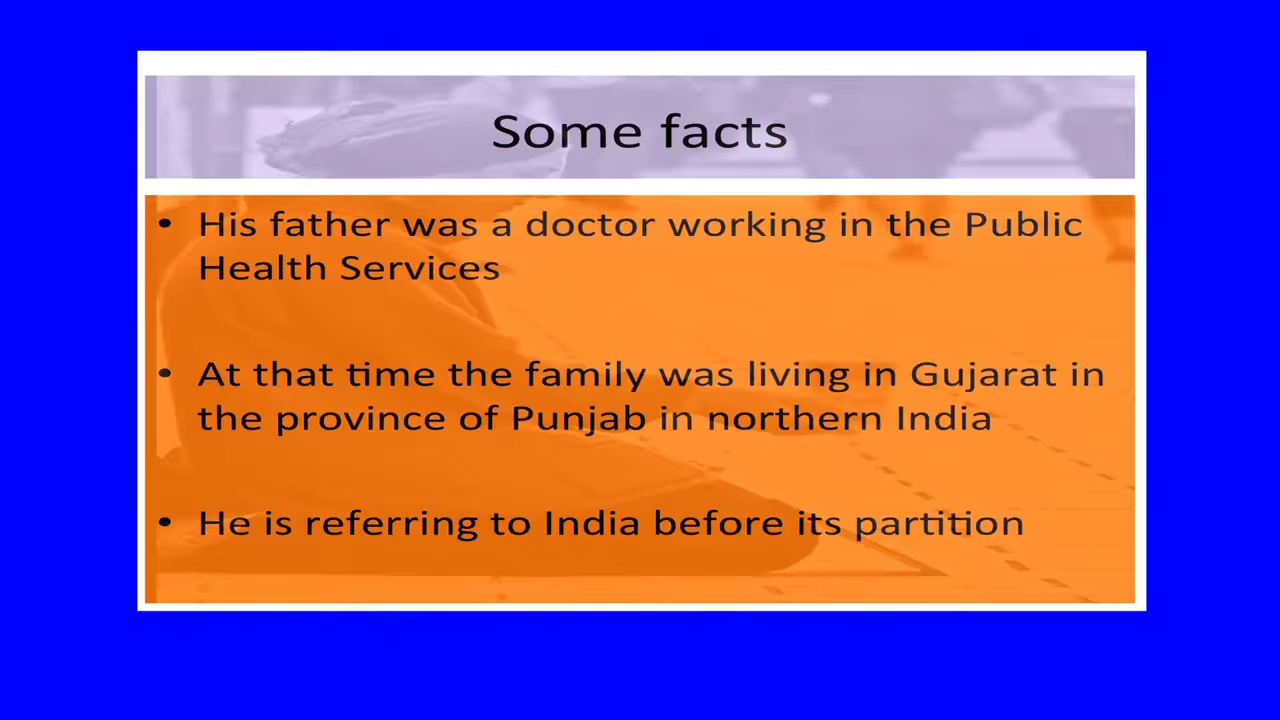 Some facts
• His father was a doctor working in the Public
Health Services
• At that time the family was living in Gujarat in
the province of Punjab in northern India
• He is referring to India before its partition